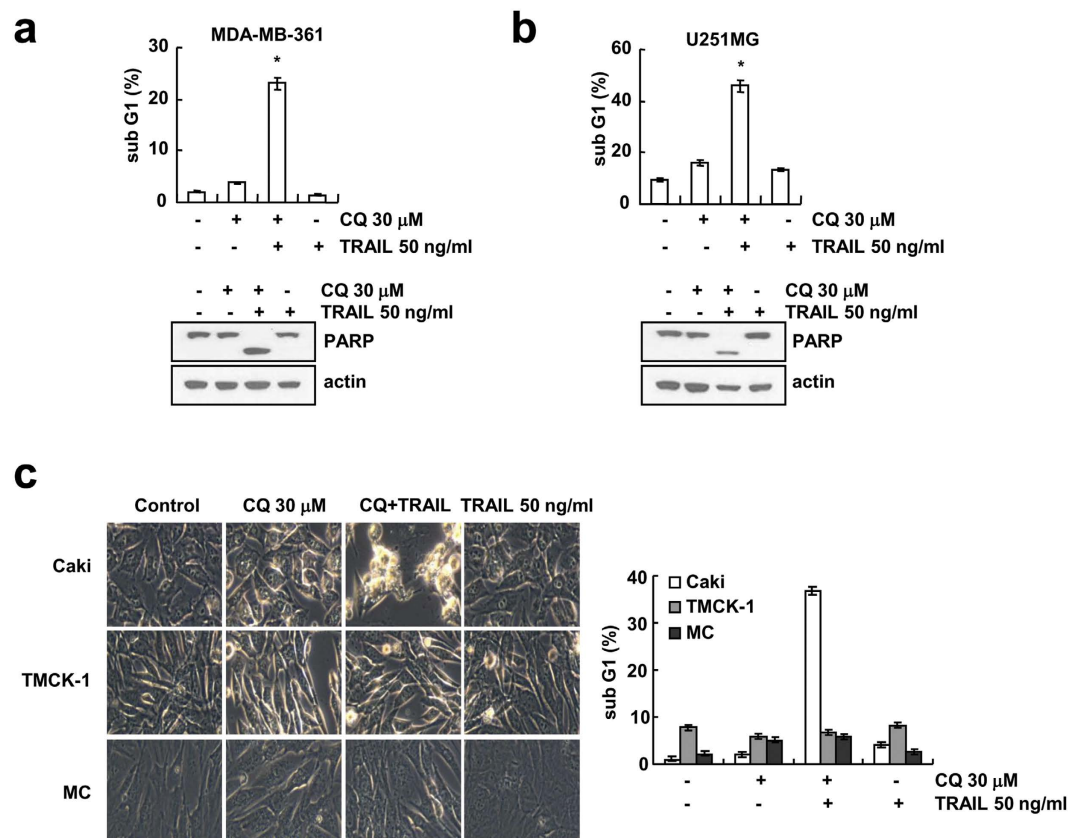 a
MDA-MB-361
30
20
10
0
sub G1 (%)
*
- + + - CQ 30 μM
- - + + TRAIL 50 ng/ml
- + + - CQ 30 μM
- - + + TRAIL 50 ng/ml
PARP
actin
b
U251MG
60
40
20
0
sub G1 (%)
*
- + + - CQ 30 μM
- - + + TRAIL 50 ng/ml
- + + - CQ 30 μM
- - + + TRAIL 50 ng/ml
PARP
actin
c
Control CQ 30 μM CQ+TRAIL TRAIL 50 ng/ml
Caki
TMCK-1
MC
40
30
20
10
0
sub G1 (%)
Caki
TMCK-1
MC
- + + - CQ 30 μM
- - + + TRAIL 50 ng/ml